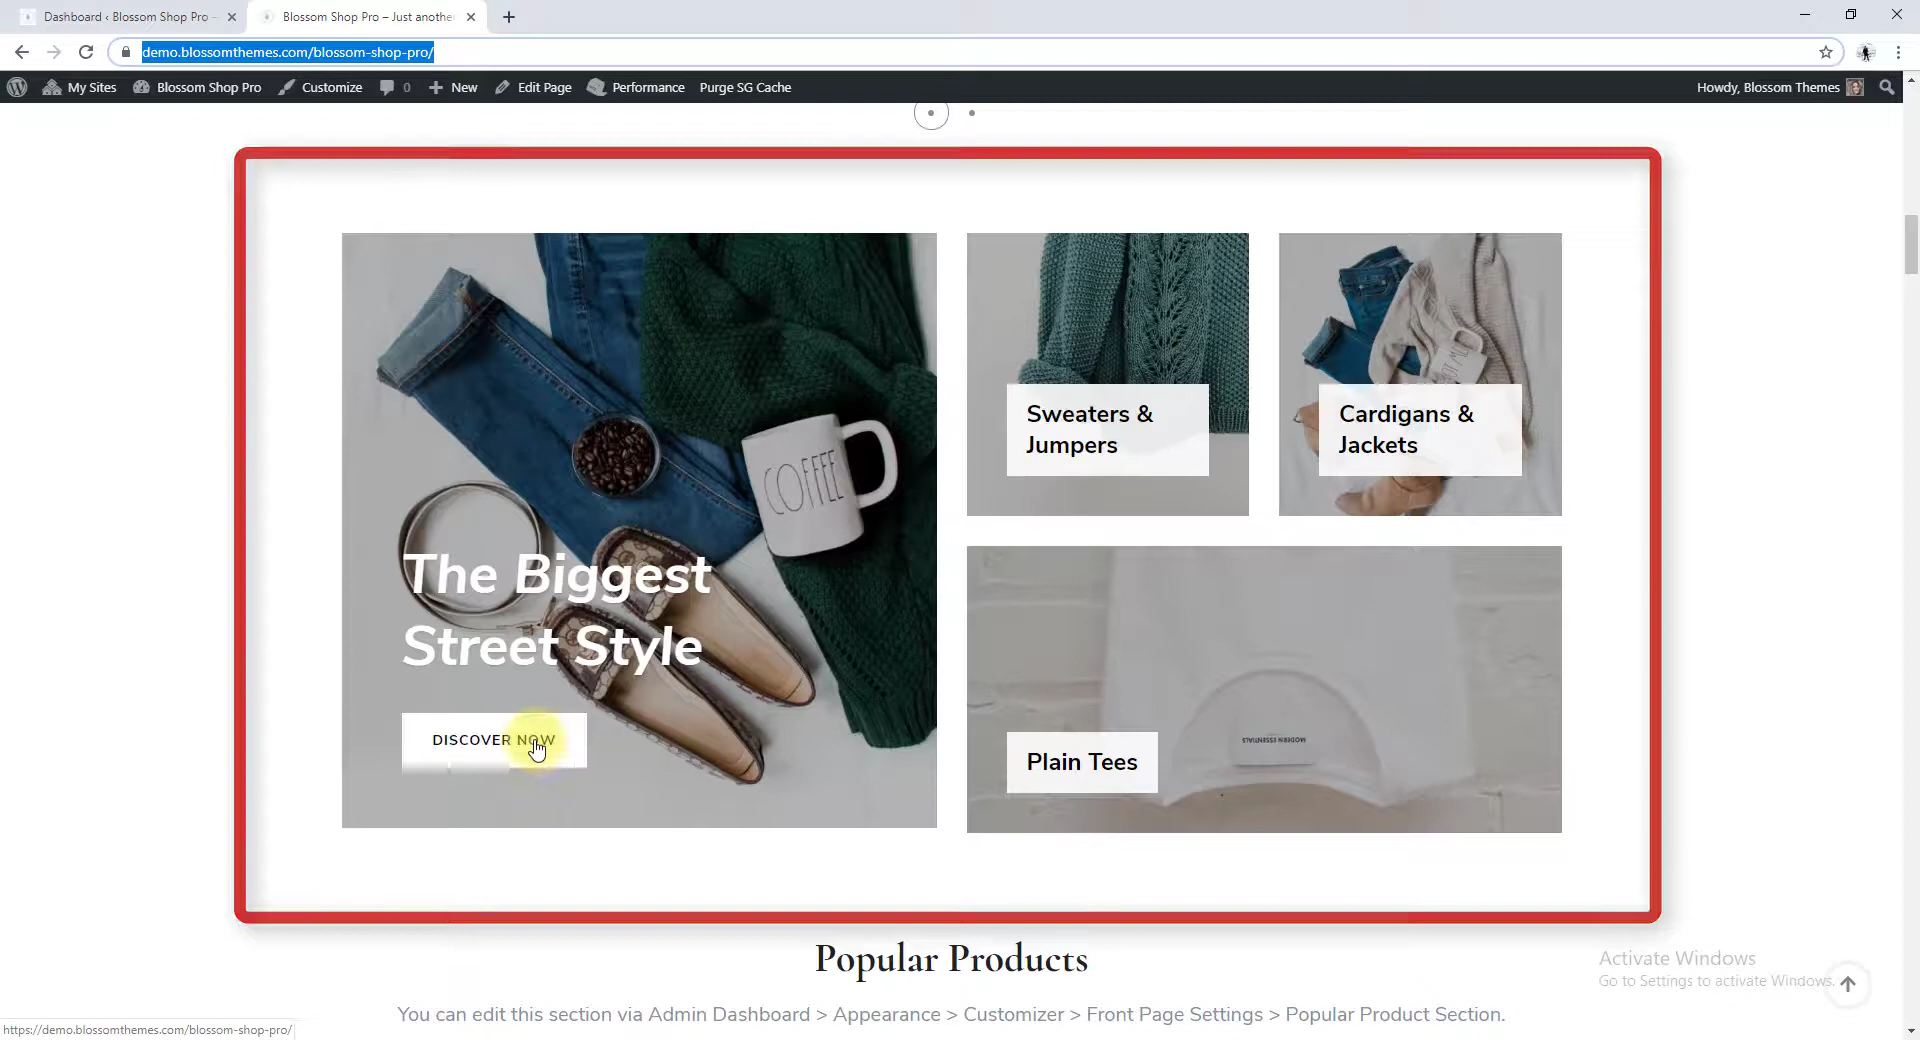 Dashboard ‹ Blossom Shop Pro –
Blossom Shop Pro – Just anothe
demo.blossomthemes.com/blossom-shop-pro/
My Sites
Blossom Shop Pro
Customize
0
New
Edit Page
Performance
Purge SG Cache
Howdy, Blossom Themes
COFFEE
The Biggest
Street Style
DISCOVER NOW
Sweaters &
Jumpers
Cardigans &
Jackets
MODERN ESSENTIALS
Plain Tees
Popular Products
You can edit this section via Admin Dashboard > Appearance > Customizer > Front Page Settings > Popular Product Section.
Activate Windows
Go to Settings to activate Windows.
https://demo.blossomthemes.com/blossom-shop-pro/